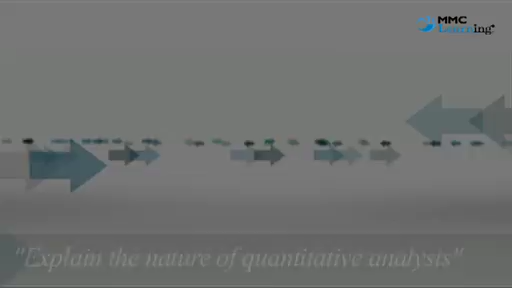 MMC
Learning
"Explain the nature of quantitative analysis"